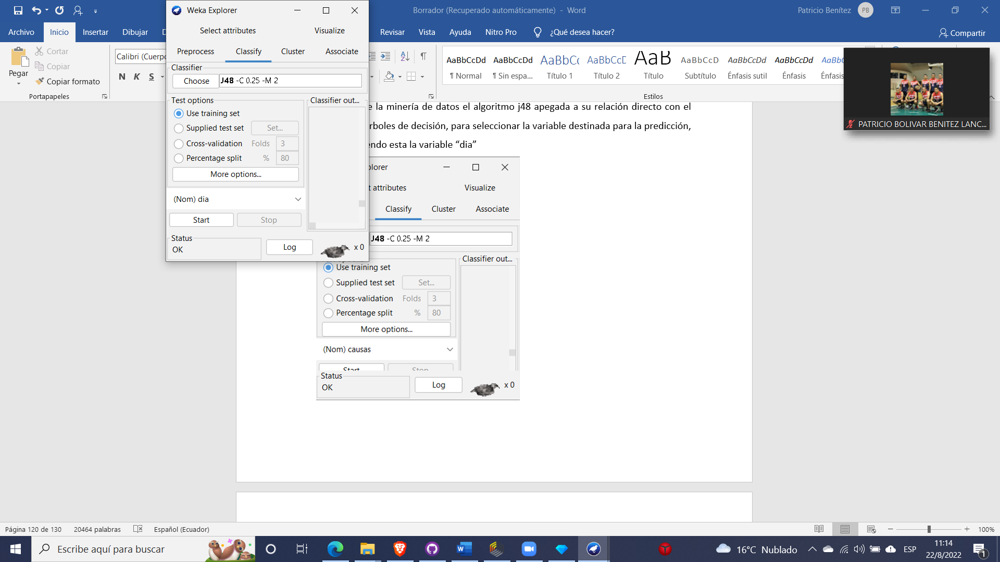 Weka Explorer
Select attributes
Visualize
Preprocess
Classify
Cluster
Associate
Classifier
Choose
J48 -C 0.25 -M 2
Test options
Use training set
Supplied test set
Set...
Cross-validation Folds 3
Percentage split % 80
More options...
(Nom) dia
Start
Stop
Classifier out...
Status
OK
Log
x 0
Borrador (Recuperado automáticamente) - Word
Patricio Benítez
PB
Archivo
Inicio
Insertar
Dibujar
D
Revisar
Vista
Ayuda
Nitro Pro
¿Qué desea hacer?
Compartir
Pegar
Cortar
Copiar
Copiar formato
Portapapeles
Calibri (Cuerpo
N K S
AaBbCcDd
¶ Normal
AaBbCcDd
¶ Sin espa...
AaBbCc
Título 1
AaBbCcD
Título 2
AaB
Título
AaBbCcD
Subtítulo
AaBbCcDd
Énfasis sutil
AaBbCcDd
Énfasis
AaBbC
Énfasis
Estilos
PATRICIO BOLIVAR BENITEZ LANC...
e la minería de datos el algoritmo j48 apegada a su relación directo con el
rboles de decisión, para seleccionar la variable destinada para la predicción,
endo esta la variable “dia”
plorer
t attributes
Visualize
Classify
Cluster
Associate
J48 -C 0.25 -M 2
Classifier out...
Use training set
Supplied test set
Set...
Cross-validation Folds 3
Percentage split % 80
More options...
(Nom) causas
Start
Stop
Status
OK
Log
x 0
Página 120 de 130
20464 palabras
Español (Ecuador)
100%
Escribe aquí para buscar
16°C Nublado
ESP
11:14
22/8/2022
1